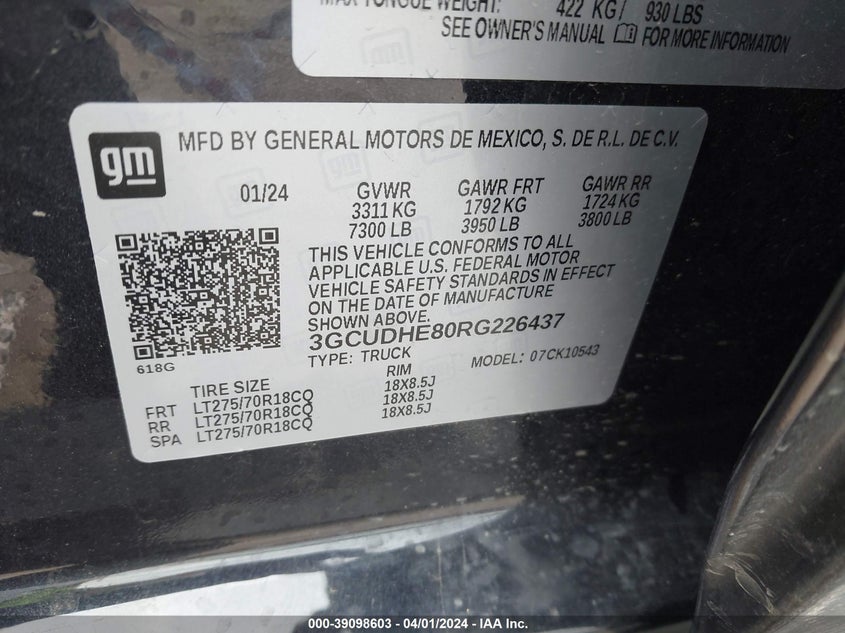 MAX TONGUE WEIGHT: 422 KG/ 930 LBS
SEE OWNER'S MANUAL FOR MORE INFORMATION
gm
MFD BY GENERAL MOTORS DE MEXICO, S. DE R.L. DE C.V.
01/24 GVWR GAWR FRT GAWR RR
3311 KG 1792 KG 1724 KG
7300 LB 3950 LB 3800 LB
THIS VEHICLE CONFORMS TO ALL
APPLICABLE U.S. FEDERAL MOTOR
VEHICLE SAFETY STANDARDS IN EFFECT
ON THE DATE OF MANUFACTURE
SHOWN ABOVE.
3GCUDHE80RG226437
618G
TYPE: TRUCK MODEL: 07CK10543
TIRE SIZE RIM
FRT LT275/70R18CQ 18X8.5J
RR LT275/70R18CQ 18X8.5J
SPA LT275/70R18CQ 18X8.5J
000-39098603 - 04/01/2024 - IAA Inc.